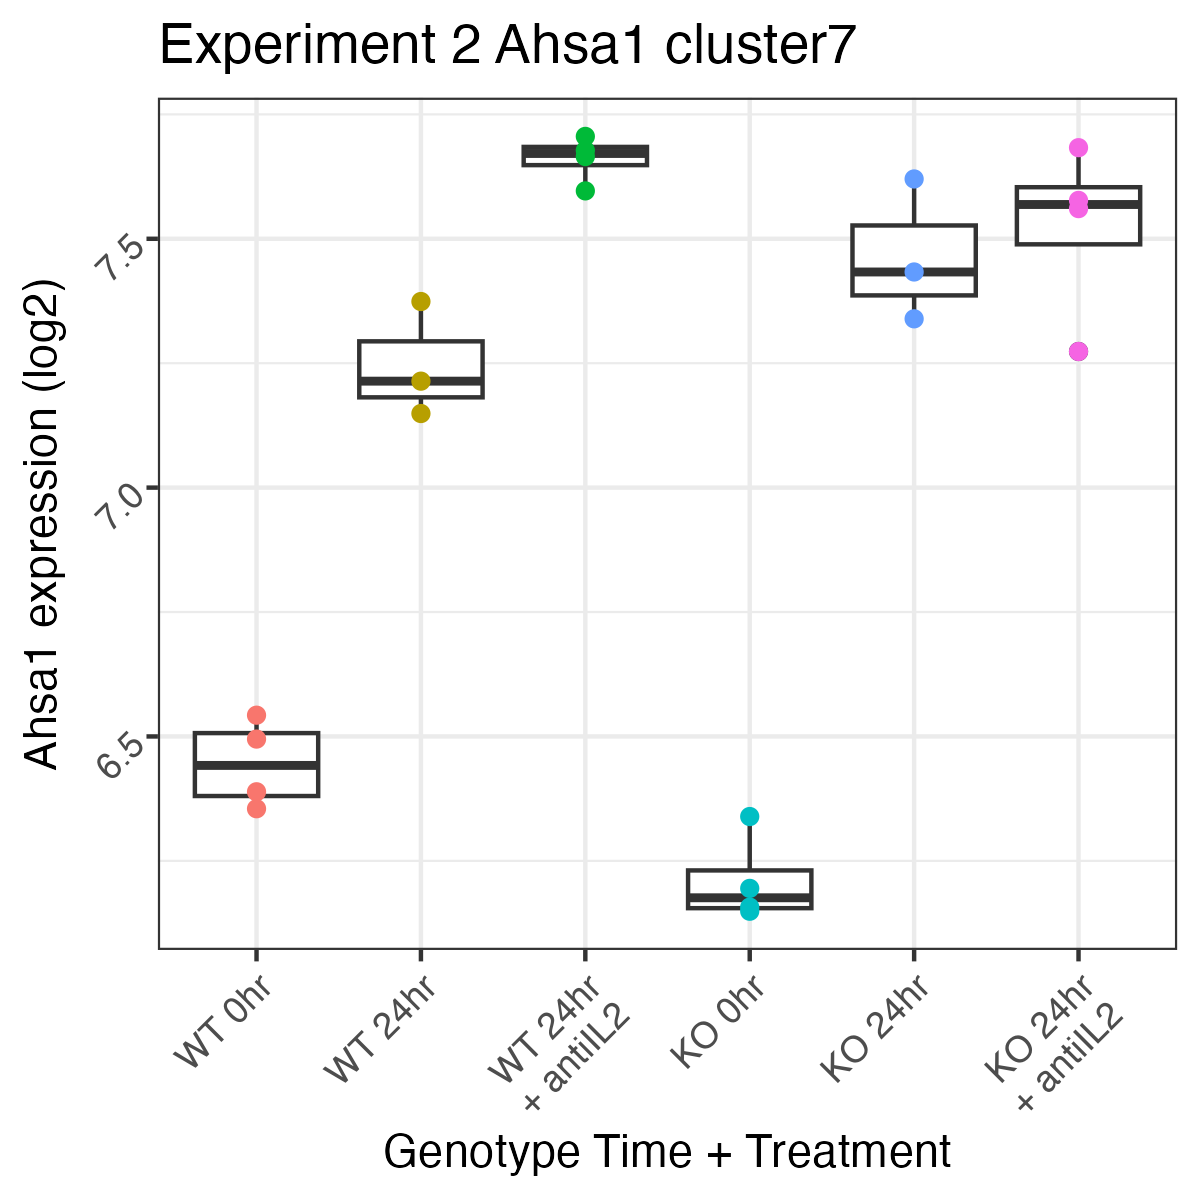 Experiment 2 Ahsa1 cluster7
Ahsa1 expression (log2)
7.5
7.0
6.5
WT 0hr
WT 24hr
WT 24hr
+ antiIL2
KO 0hr
KO 24hr
KO 24hr
+ antiIL2
Genotype Time + Treatment